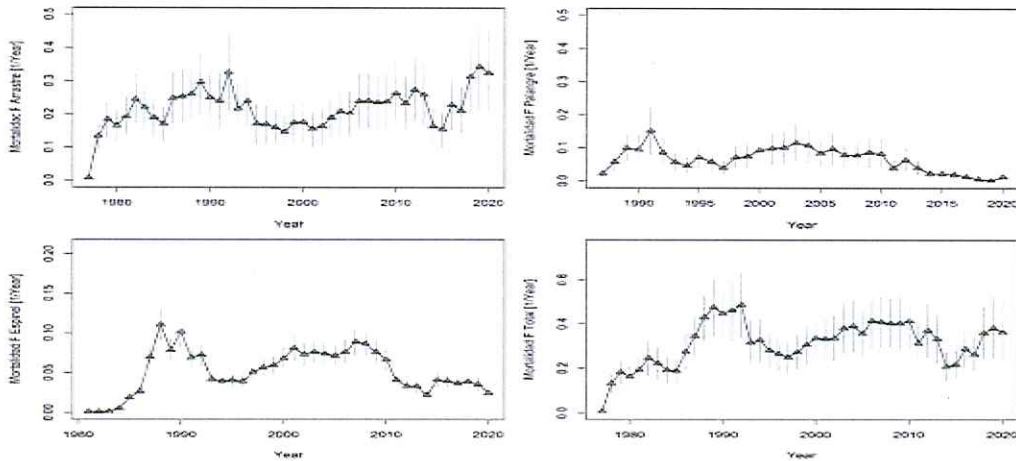 Mortalidad F Arrastre [1/Year]
0.0 0.1 0.2 0.3 0.4 0.5
1980 1990 2000 2010 2020
Year
Mortalidad F Palangre [1/Year]
0.0 0.1 0.2 0.3 0.4 0.5
1990 1995 2000 2005 2010 2015 2020
Year
Mortalidad F Espinel [1/Year]
0.00 0.05 0.10 0.15 0.20
1980 1990 2000 2010 2020
Year
Mortalidad F Total [1/Year]
0.0 0.2 0.4 0.6
1980 1990 2000 2010 2020
Year